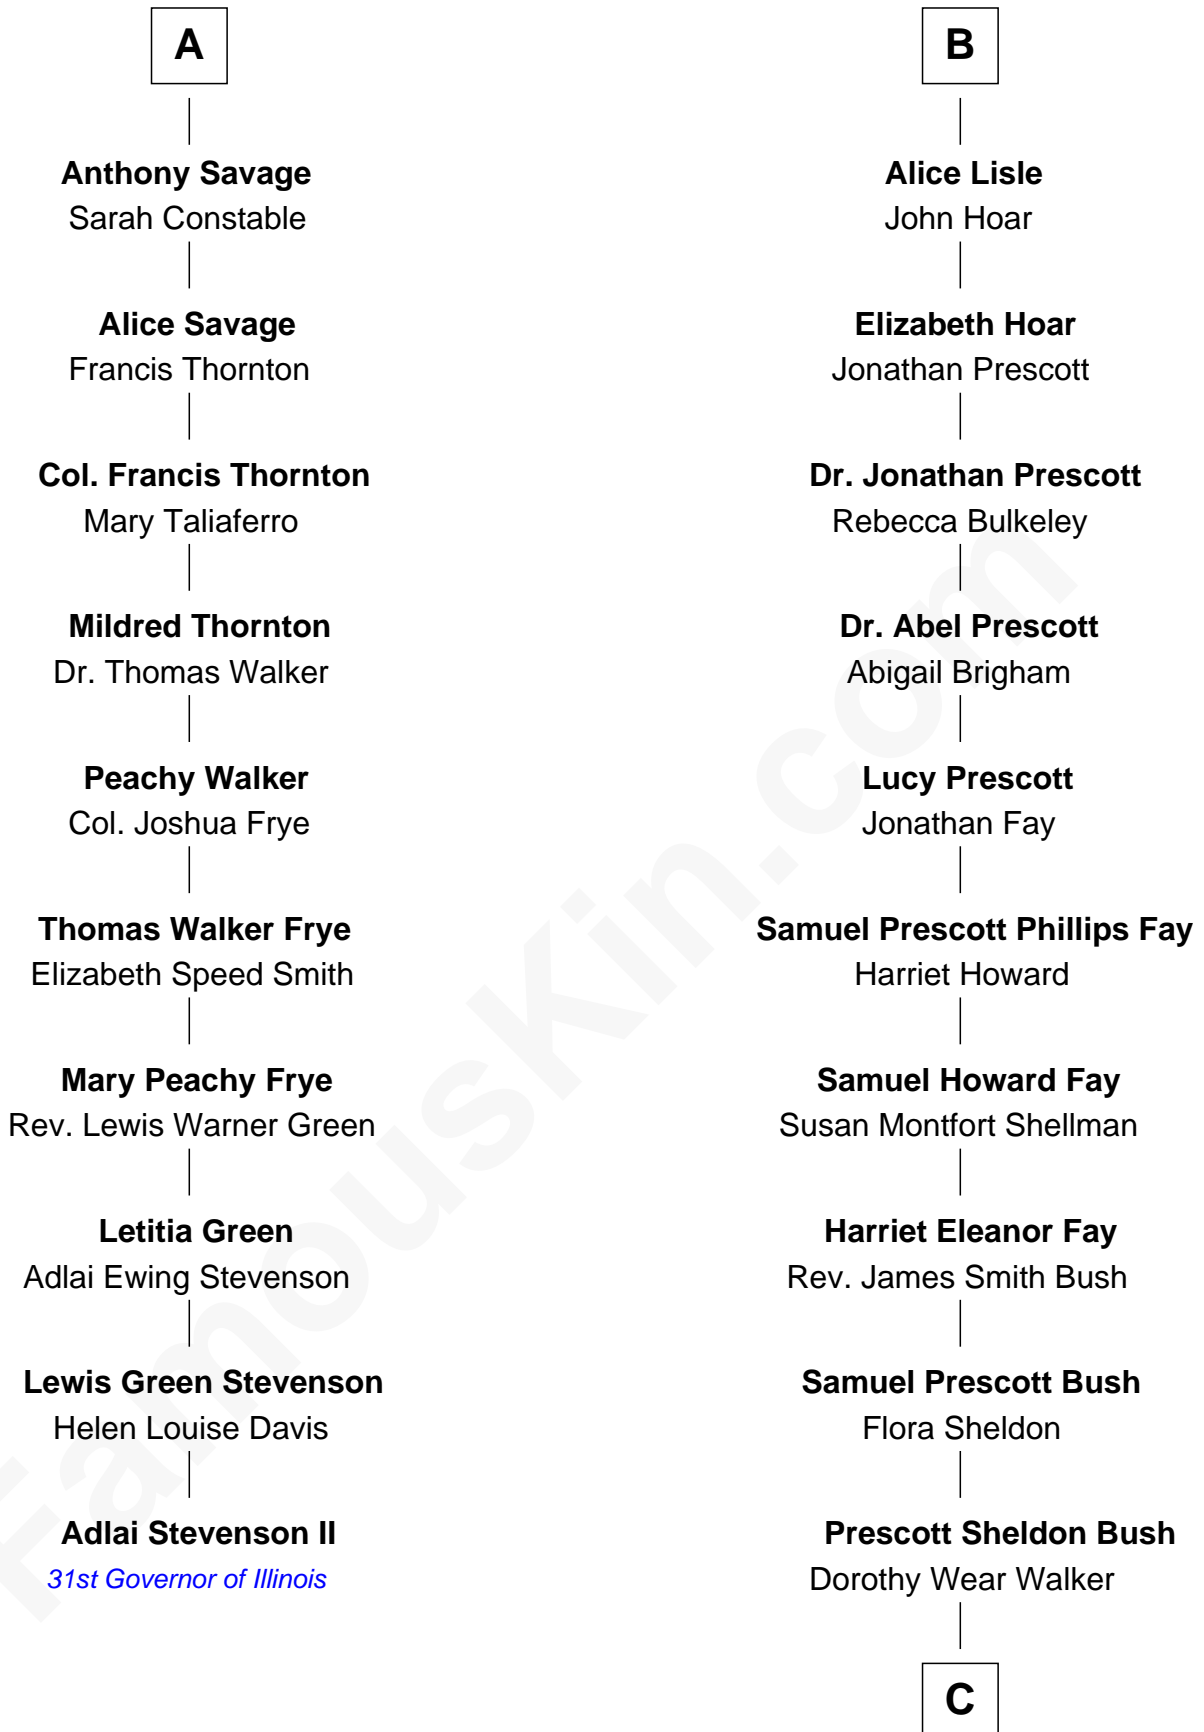 A
Anthony Savage
Sarah Constable
Alice Savage
Francis Thornton
Col. Francis Thornton
Mary Taliaferro
Mildred Thornton
Dr. Thomas Walker
Peachy Walker
Col. Joshua Frye
Thomas Walker Frye
Elizabeth Speed Smith
Mary Peachy Frye
Rev. Lewis Warner Green
Letitia Green
Adlai Ewing Stevenson
Lewis Green Stevenson
Helen Louise Davis
Adlai Stevenson II
31st Governor of Illinois
B
Alice Lisle
John Hoar
Elizabeth Hoar
Jonathan Prescott
Dr. Jonathan Prescott
Rebecca Bulkeley
Dr. Abel Prescott
Abigail Brigham
Lucy Prescott
Jonathan Fay
Samuel Prescott Phillips Fay
Harriet Howard
Samuel Howard Fay
Susan Montfort Shellman
Harriet Eleanor Fay
Rev. James Smith Bush
Samuel Prescott Bush
Flora Sheldon
Prescott Sheldon Bush
Dorothy Wear Walker
C
FamousKin.com